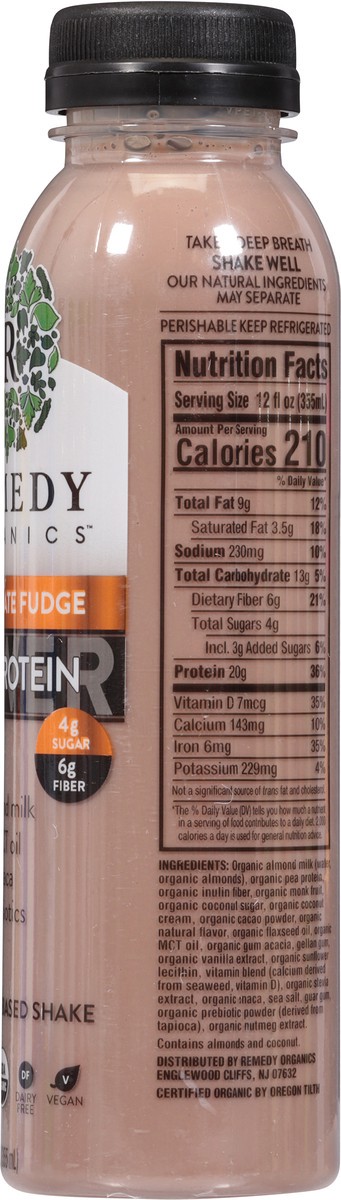 R
MEDY
ANICS™
ATE FUDGE
ROTEIN
ER
4g
SUGAR
6g
FIBER
milk
oil
ASED SHAKE
DF
DAIRY
FREE
V
VEGAN
TAKE DEEP BREATH
SHAKE WELL
OUR NATURAL INGREDIENTS
MAY SEPARATE
PERISHABLE KEEP REFRIGERATED
Nutrition Facts
Serving Size 12 fl oz (355mL)
Amount Per Serving
Calories 210
% Daily Value*
Total Fat 9g 12%
Saturated Fat 3.5g 18%
Sodium 230mg 10%
Total Carbohydrate 13g 5%
Dietary Fiber 6g 21%
Total Sugars 4g
Incl. 3g Added Sugars 6%
Protein 20g 36%
Vitamin D 7mcg 35%
Calcium 143mg 10%
Iron 6mg 35%
Potassium 229mg 4%
Not a significant source of trans fat and cholesterol.
*The % Daily Value (DV) tells you how much a nutrient
in a serving of food contributes to a daily diet. 2,000
calories a day is used for general nutrition advice.
INGREDIENTS: Organic almond milk (water,
organic almonds), organic pea protein,
organic inulin fiber, organic monk fruit,
organic coconut sugar, organic coconut
cream, organic cacao powder, organic
natural flavor, organic flaxseed oil, organic
MCT oil, organic gum acacia, gellan gum,
organic vanilla extract, organic sunflower
lecithin, vitamin blend (calcium derived
from seaweed, vitamin D), organic stevia
extract, organic maca, sea salt, guar gum,
organic prebiotic powder (derived from
tapioca), organic nutmeg extract.
Contains almonds and coconut.
DISTRIBUTED BY REMEDY ORGANICS
ENGLEWOOD CLIFFS, NJ 07632
CERTIFIED ORGANIC BY OREGON TILTH